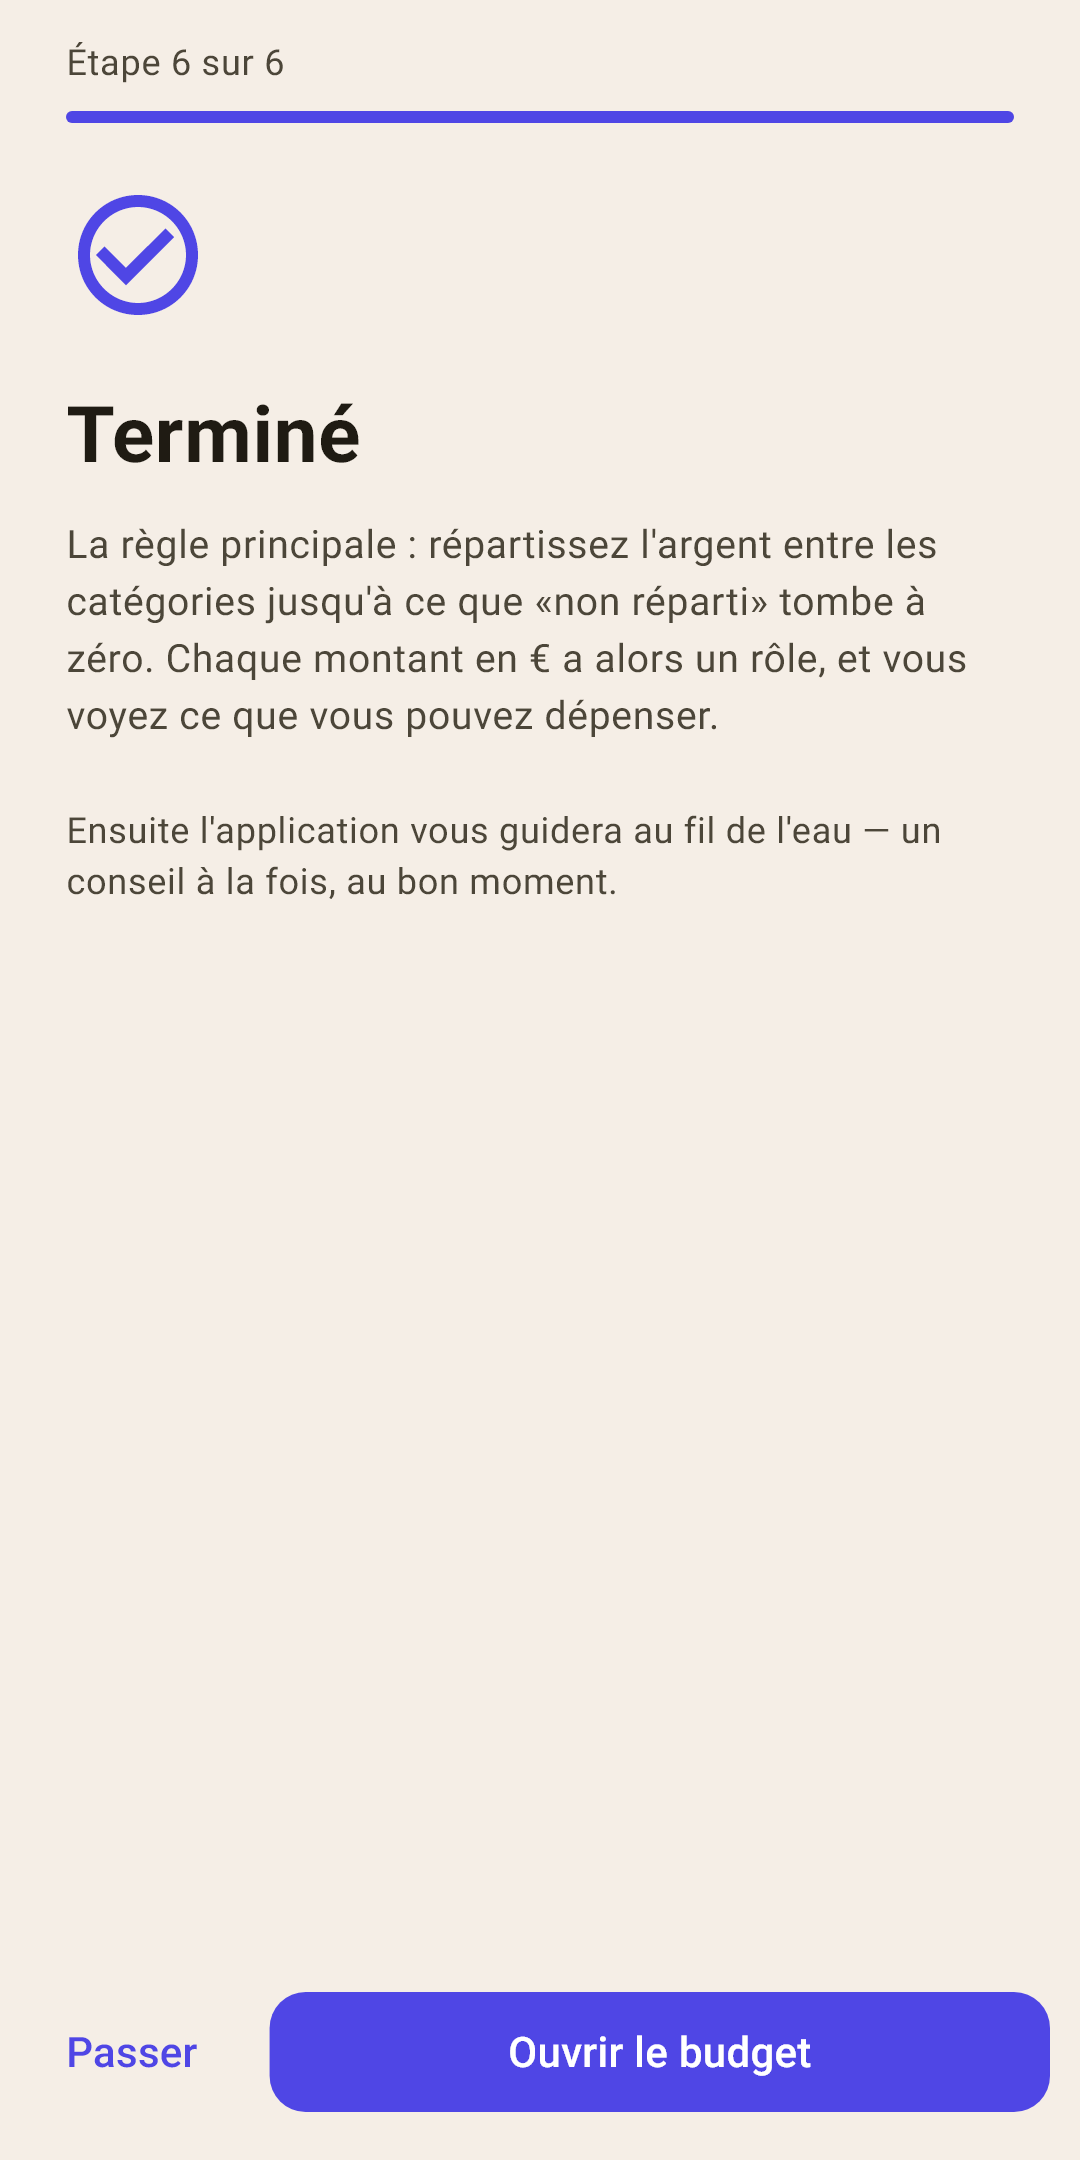 Étape 6 sur 6
Terminé
La règle principale : répartissez l'argent entre les
catégories jusqu'à ce que «non réparti» tombe à
zéro. Chaque montant en € a alors un rôle, et vous
voyez ce que vous pouvez dépenser.
Ensuite l'application vous guidera au fil de l'eau — un
conseil à la fois, au bon moment.
Passer
Ouvrir le budget